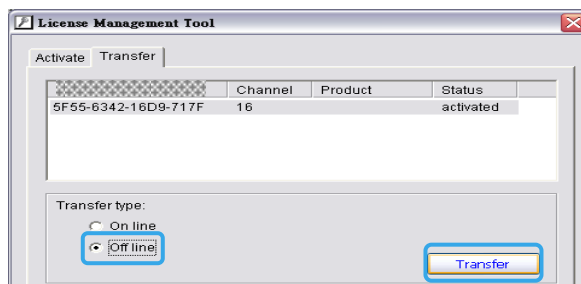 License Management Tool
Activate Transfer
Channel Product Status
5F55-6342-16D9-717F 16 activated
Transfer type:
On line
Off line
Transfer